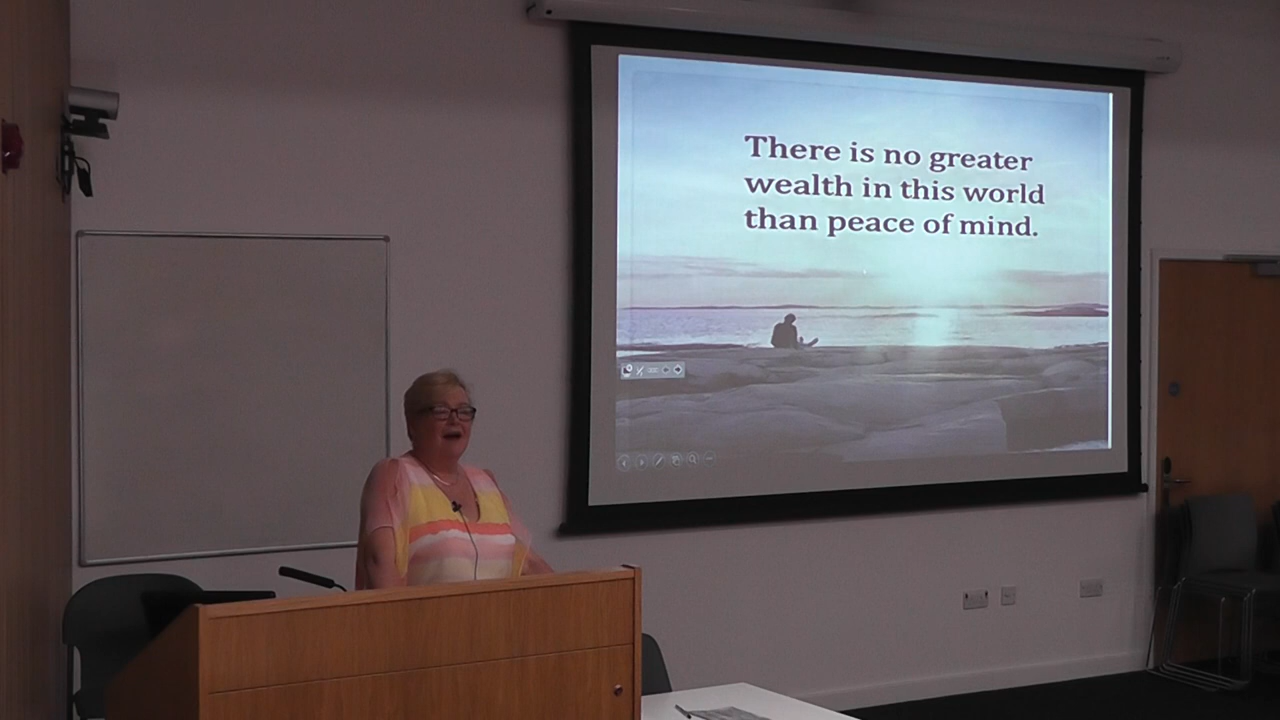 There is no greater
wealth in this world
than peace of mind.